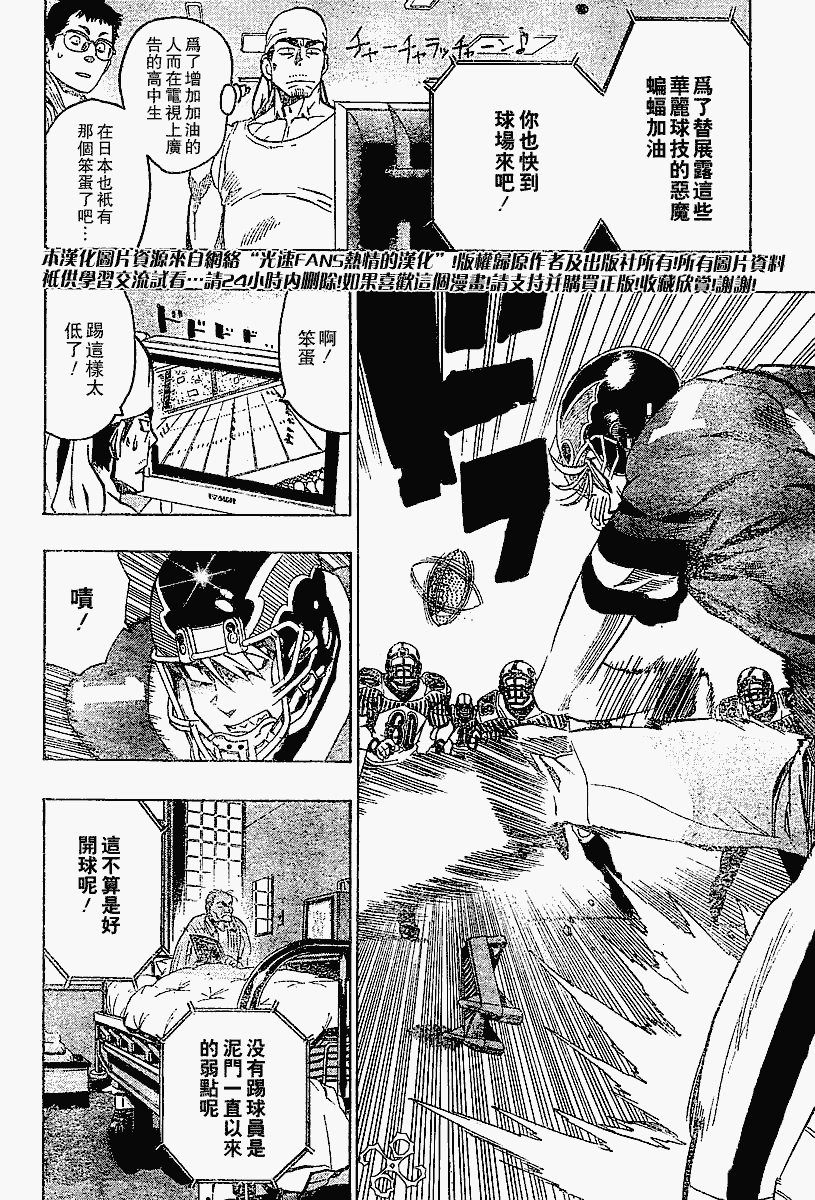 爲了替展露這些
華麗球技的惡魔
蝙蝠加油
你也快到
球場來吧！
チャーチャラッチャーン♪
爲了增加加油的
人而在電視上廣
告的高中生
在日本也衹有
那個笨蛋了吧…
本漢化圖片資源來自網絡“光速FANS熱情的漢化”!版權歸原作者及出版社所有!所有圖片資料
衹供學習交流試看…請24小時内刪除!如果喜歡這個漫畫!請支持并購買正版!收藏欣賞!謝謝!
ドドッ
ドドドド
啊！
笨蛋
踢這樣太
低了！
嘖！
這不算是好
開球呢！
没有踢球員是
泥門一直以來
的弱點呢